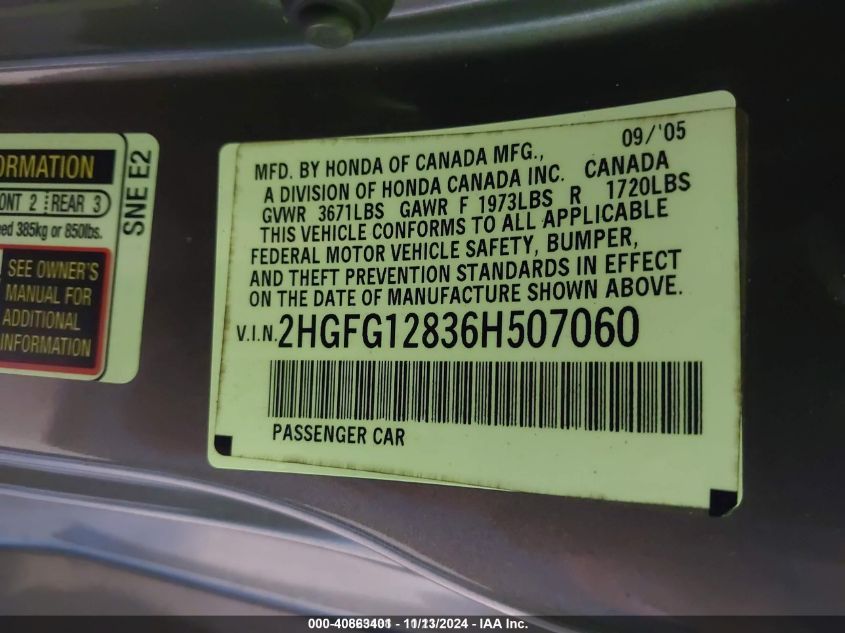 ORMATION
ONT 2 REAR 3
ed 385kg or 850lbs.
SEE OWNER'S
MANUAL FOR
ADDITIONAL
INFORMATION
SNE E2
09/'05
MFD. BY HONDA OF CANADA MFG.,
A DIVISION OF HONDA CANADA INC. CANADA
GVWR 3671LBS GAWR F 1973LBS R 1720LBS
THIS VEHICLE CONFORMS TO ALL APPLICABLE
FEDERAL MOTOR VEHICLE SAFETY, BUMPER,
AND THEFT PREVENTION STANDARDS IN EFFECT
ON THE DATE OF MANUFACTURE SHOWN ABOVE.
V.I.N. 2HGFG12836H507060
PASSENGER CAR
000-40863401 - 11/13/2024 - IAA Inc.